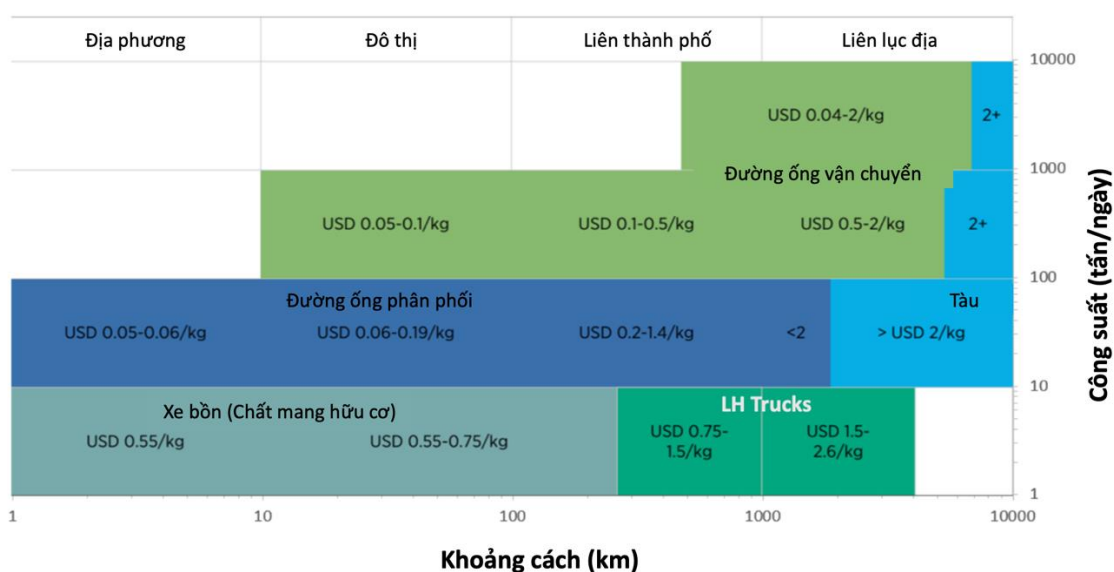 Địa phương
Đô thị
Liên thành phố
Liên lục địa
10000
USD 0.04-2/kg
2+
1000
Đường ống vận chuyển
USD 0.05-0.1/kg
USD 0.1-0.5/kg
USD 0.5-2/kg
2+
100
Đường ống phân phối
Tàu
USD 0.05-0.06/kg
USD 0.06-0.19/kg
USD 0.2-1.4/kg
<2
> USD 2/kg
10
Xe bồn (Chất mang hữu cơ)
LH Trucks
USD 0.55/kg
USD 0.55-0.75/kg
USD 0.75-
1.5/kg
USD 1.5-
2.6/kg
1
Công suất (tấn/ngày)
1
10
100
1000
10000
Khoảng cách (km)